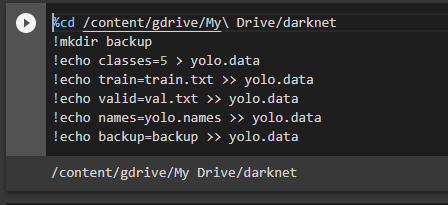 %cd /content/gdrive/My\ Drive/darknet
!mkdir backup
!echo classes=5 > yolo.data
!echo train=train.txt >> yolo.data
!echo valid=val.txt >> yolo.data
!echo names=yolo.names >> yolo.data
!echo backup=backup >> yolo.data
/content/gdrive/My Drive/darknet